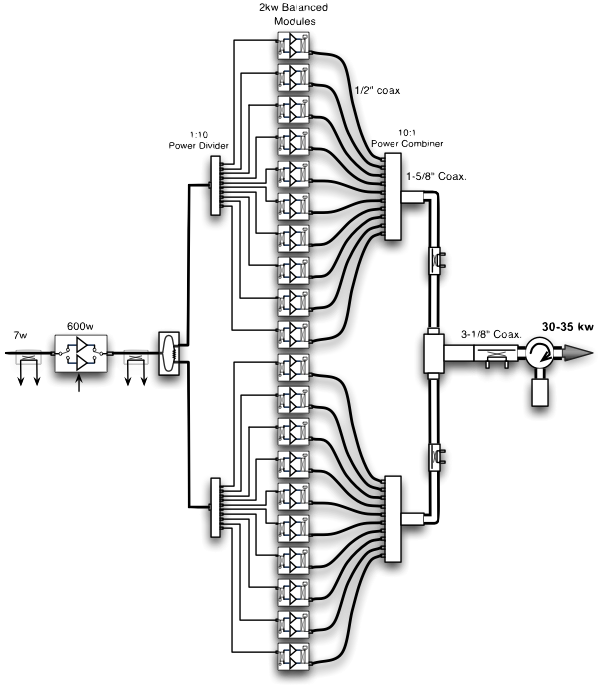 2kw Balanced
Modules
1/2" coax
1:10
Power Divider
10:1
Power Combiner
1-5/8" Coax.
7w
600w
3-1/8" Coax.
30-35 kw